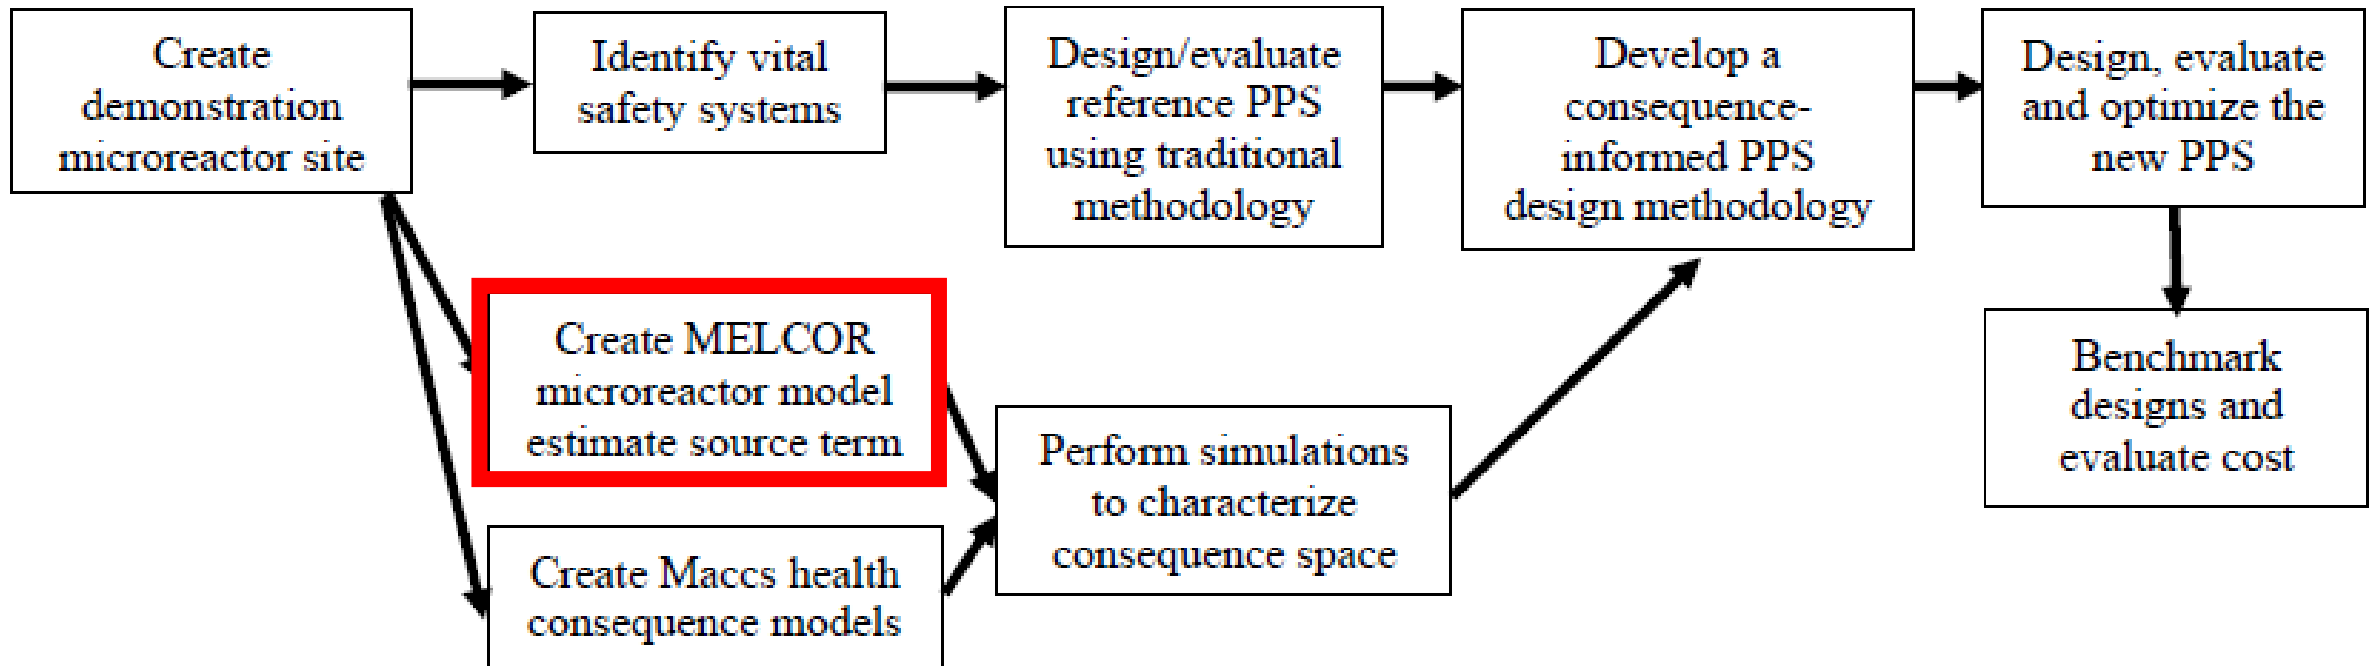 Create
demonstration
microreactor site
Identify vital
safety systems
Design/evaluate
reference PPS
using traditional
methodology
Develop a
consequence-
informed PPS
design methodology
Design, evaluate
and optimize the
new PPS
Create MELCOR
microreactor model
estimate source term
Create Maccs health
consequence models
Perform simulations
to characterize
consequence space
Benchmark
designs and
evaluate cost